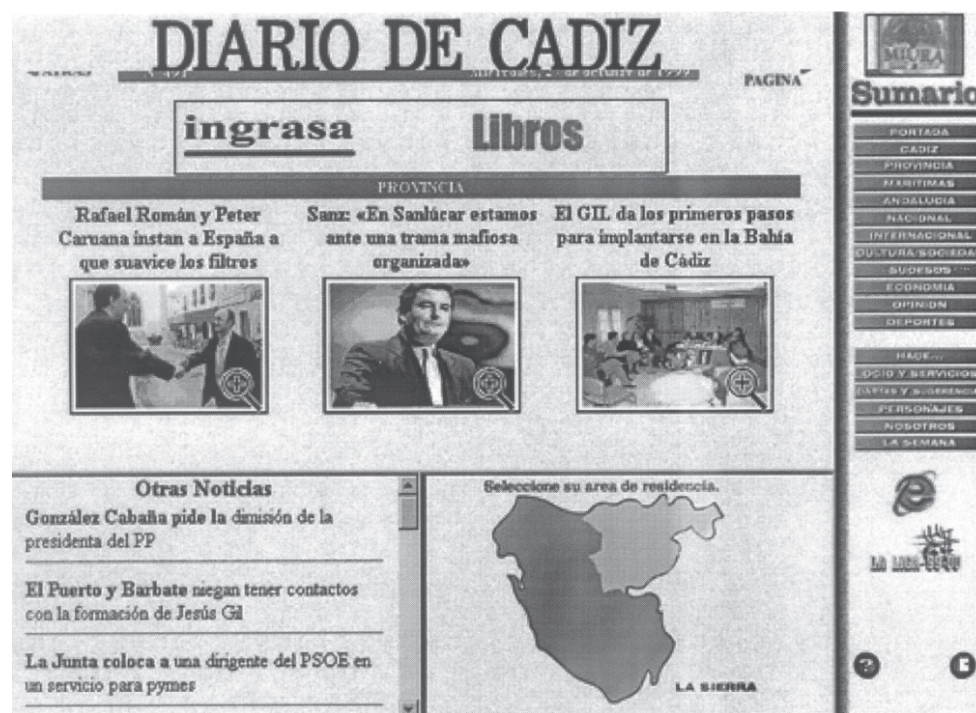 DIARIO DE CADIZ
PAGINA
ingrasa
Libros
PROVINCIA
Rafael Román y Peter
Caruana instan a España a
que suavice los filtros
Sanz: «En Sanlúcar estamos
ante una trama mafiosa
organizada»
El GIL da los primeros pasos
para implantarse en la Bahía
de Cádiz
Otras Noticias
González Cabaña pide la dimisión de la
presidenta del PP
El Puerto y Barbate niegan tener contactos
con la formación de Jesús Gil
La Junta coloca a una dirigente del PSOE en
un servicio para pymes
Seleccione su area de residencia.
LA SIERRA
MIURA
Sumario
PORTADA
CADIZ
PROVINCIA
MARITIMAS
ANDALUCIA
NACIONAL
INTERNACIONAL
CULTURA/SOCIEDA
SUCESOS
ECONOMIA
OPINION
DEPORTES
HACE...
OCIO Y SERVICIOS
CARTAS Y SUGERENC
PERSONAJES
NOSOTROS
LA SEMANA